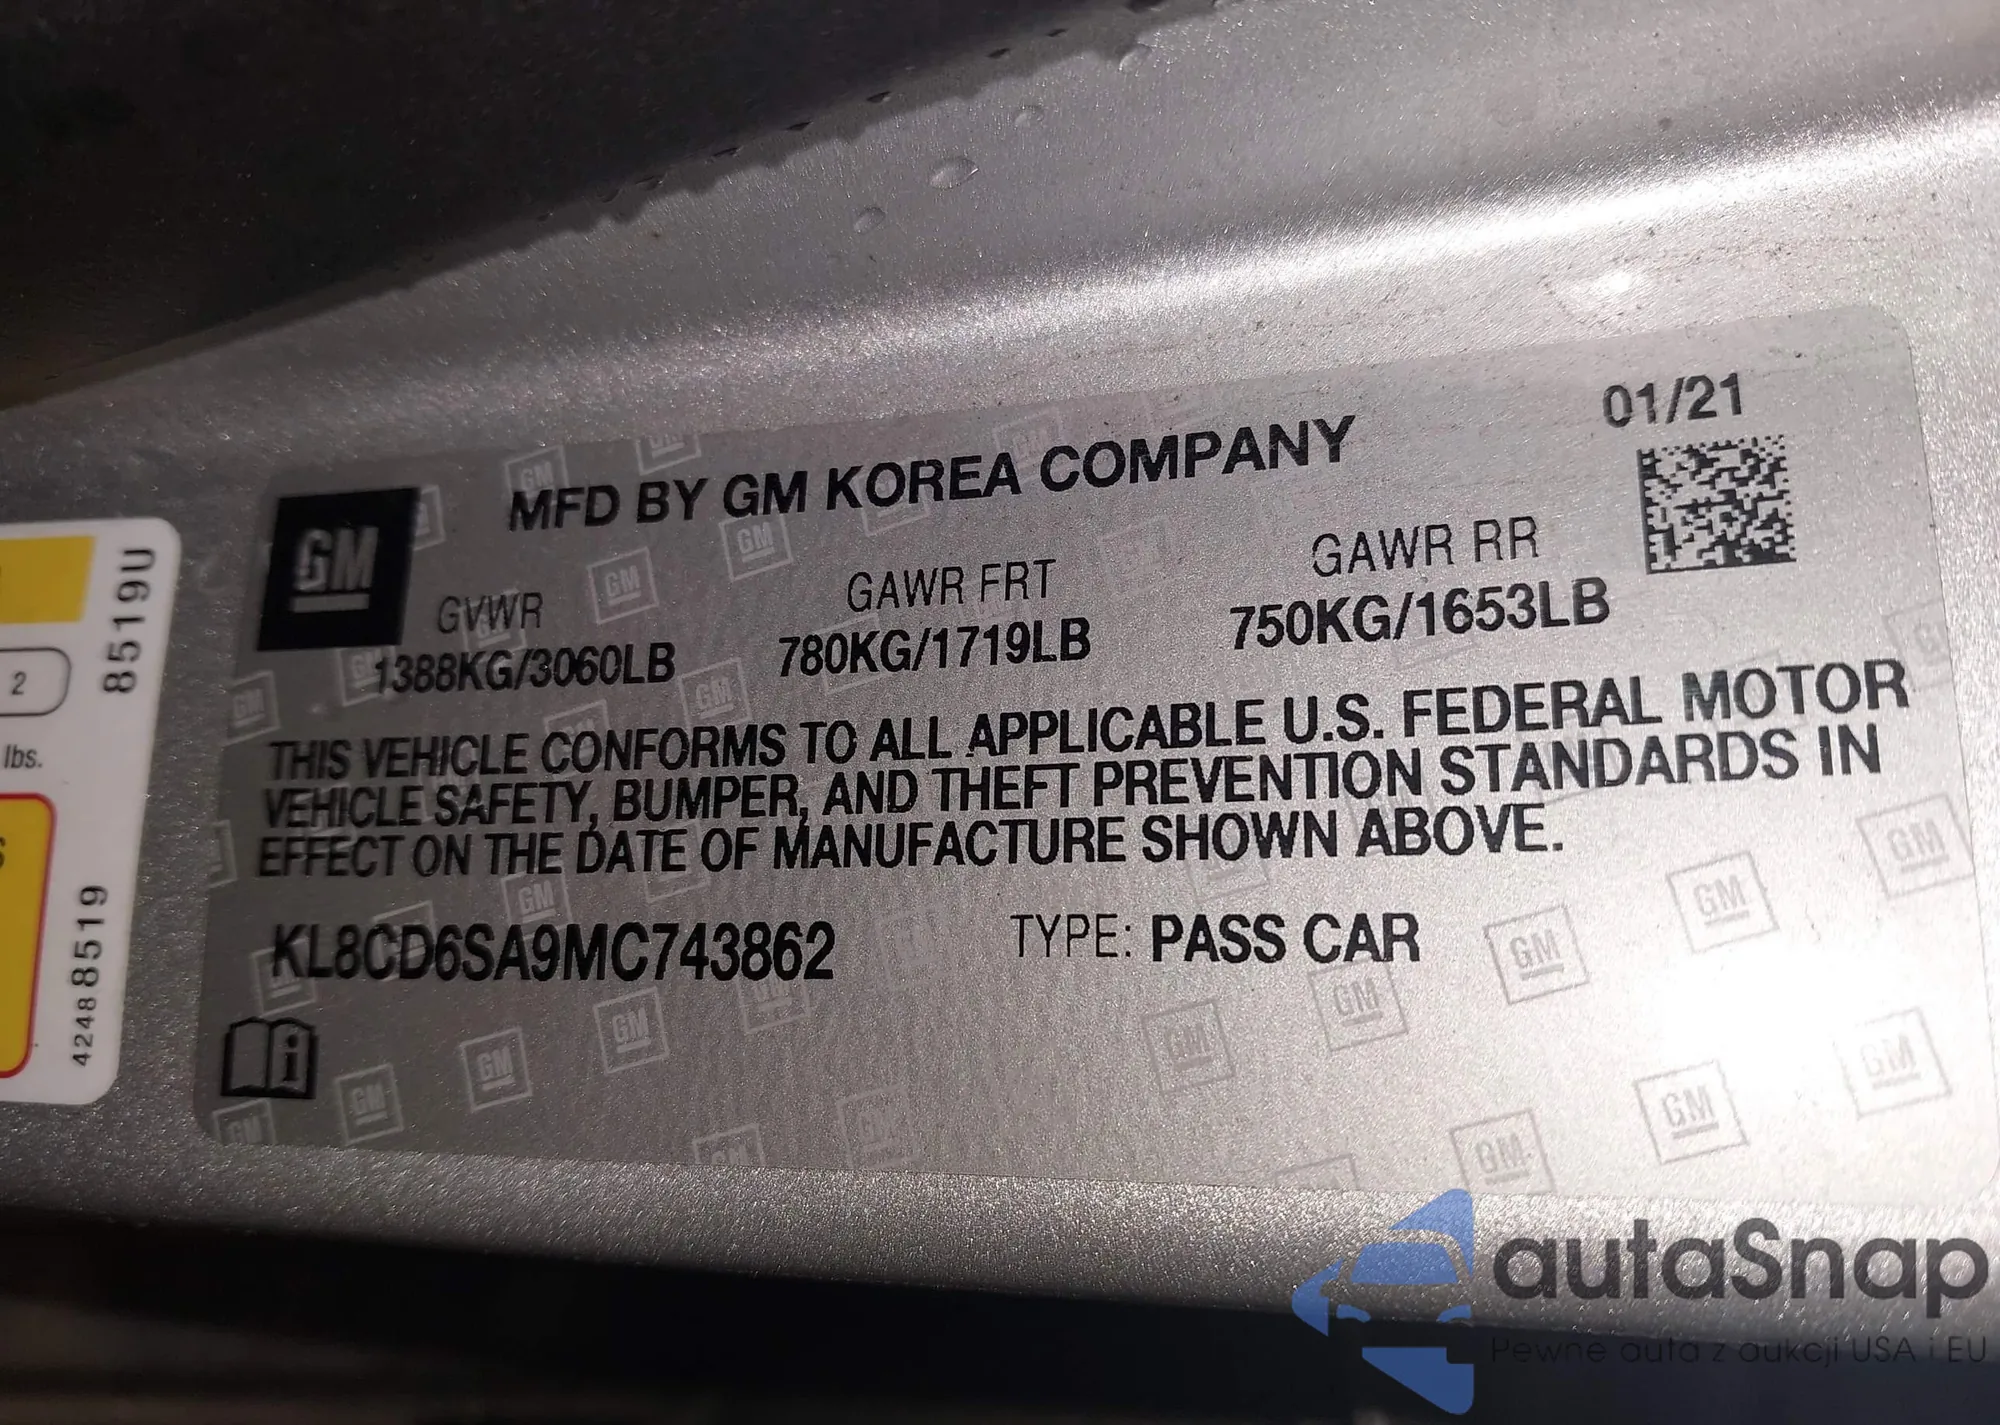 01/21
MFD BY GM KOREA COMPANY
GM
GVWR GAWR FRT GAWR RR
1388KG/3060LB 780KG/1719LB 750KG/1653LB
THIS VEHICLE CONFORMS TO ALL APPLICABLE U.S. FEDERAL MOTOR
VEHICLE SAFETY, BUMPER, AND THEFT PREVENTION STANDARDS IN
EFFECT ON THE DATE OF MANUFACTURE SHOWN ABOVE.
KL8CD6SA9MC743862 TYPE: PASS CAR
8519U
2
lbs.
S
42488519
autaSnap
Pewne auta z aukcji USA i EU